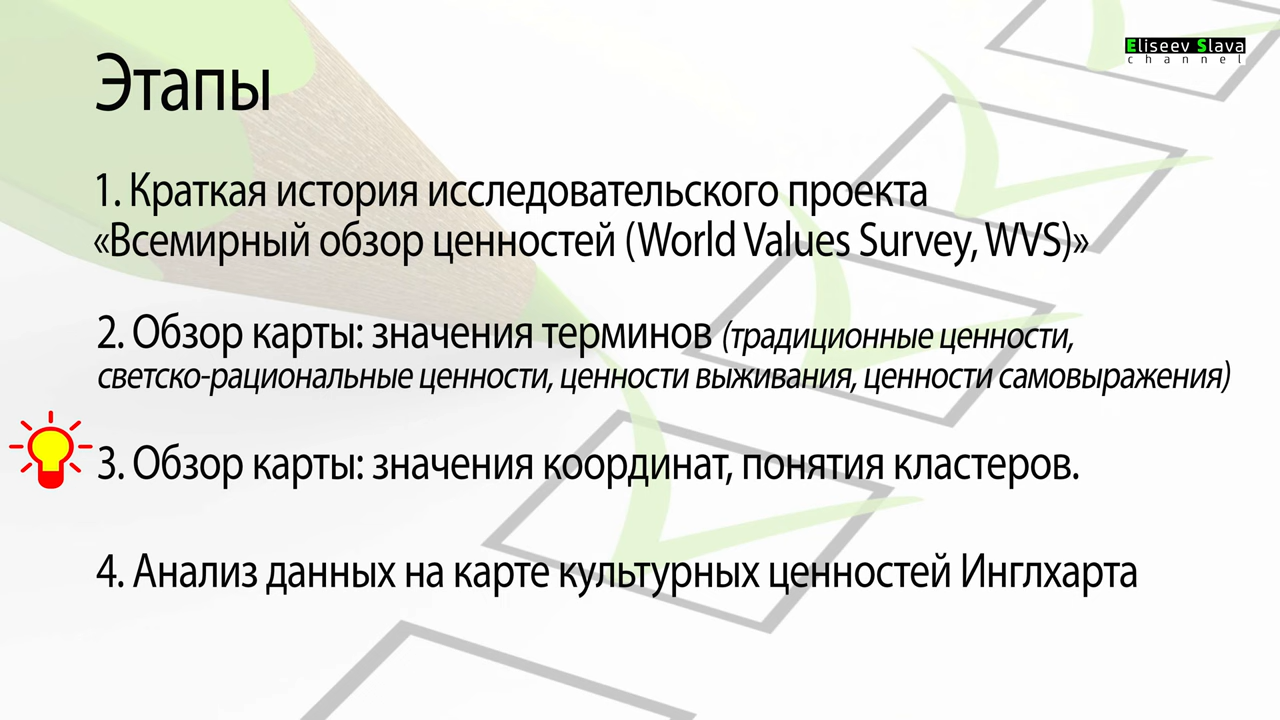 Eliseev Slava
channel
Этапы
1. Краткая история исследовательского проекта
«Всемирный обзор ценностей (World Values Survey, WVS)»
2. Обзор карты: значения терминов (традиционные ценности,
светско-рациональные ценности, ценности выживания, ценности самовыражения)
3. Обзор карты: значения координат, понятия кластеров.
4. Анализ данных на карте культурных ценностей Инглхарта